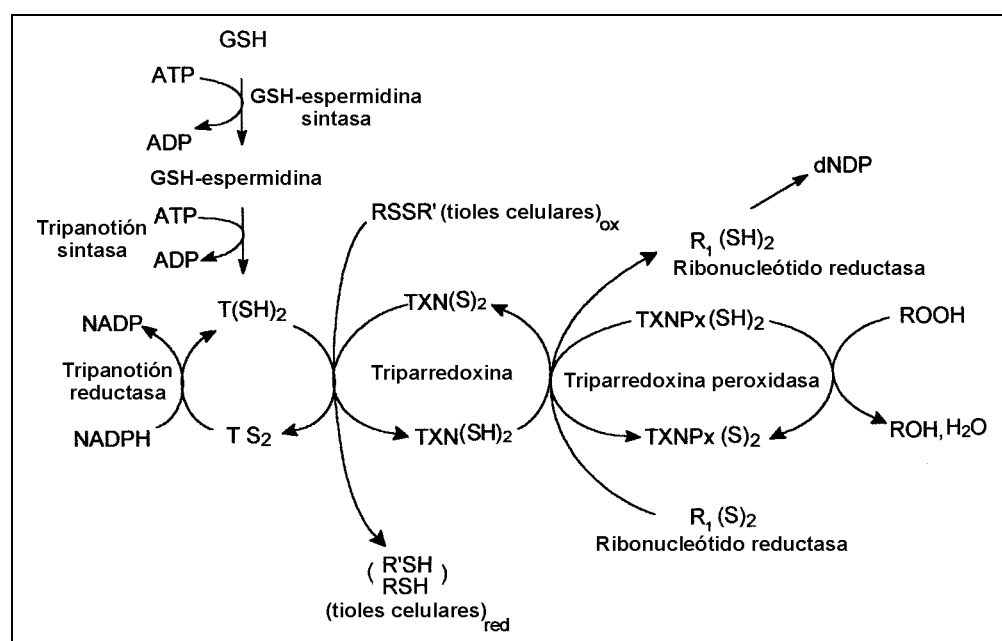 GSH
ATP
GSH-espermidina
sintasa
ADP
GSH-espermidina
Tripanotión
sintasa
ATP
ADP
RSSR' (tioles celulares)ox
dNDP
R1 (SH)2
Ribonucleótido reductasa
NADP
T(SH)2
TXN(S)2
TXNPx(SH)2
ROOH
Tripanotión
reductasa
Triparredoxina
Triparredoxina peroxidasa
NADPH
T S2
TXN(SH)2
TXNPx (S)2
ROH, H2O
R1 (S)2
Ribonucleótido reductasa
( R'SH )
RSH
(tioles celulares)red